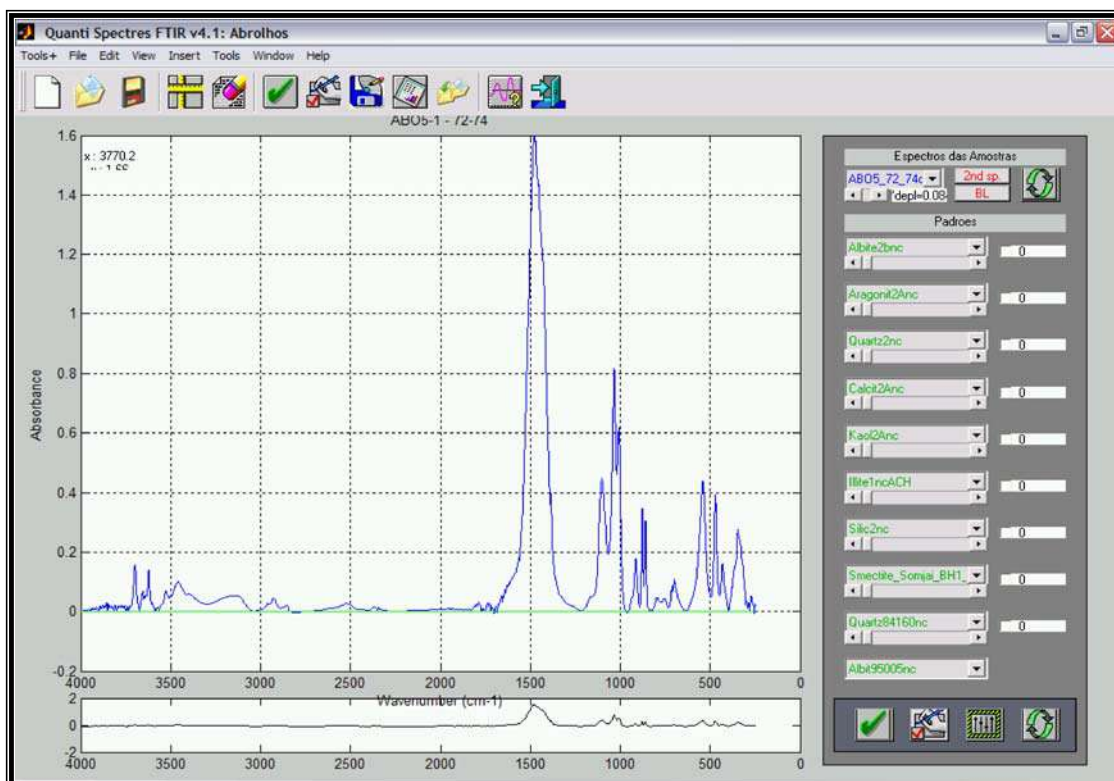 Quanti Spectres FTIR v4.1: Abrolhos
Tools+ File Edit View Insert Tools Window Help
ABO5-1 - 72-74
x : 3770.2
1.6
1.4
1.2
1
0.8
0.6
0.4
0.2
0
-0.2
Absorbance
4000 3500 3000 2500 2000 1500 1000 500 0
Wavenumber (cm-1)
2
0
-2
4000 3500 3000 2500 2000 1500 1000 500 0
Espectros das Amostras
ABO5_72_74c
2nd sp.
'depl=0.08
BL
Padroes
Albite2bnc 0
Aragonit2Anc 0
Quartz2nc 0
Calcit2Anc 0
Kaol2Anc 0
Illite1ncACH 0
Silic2nc 0
Smectite_Somjai_BH1_ 0
Quartz84160nc 0
Albit95005nc